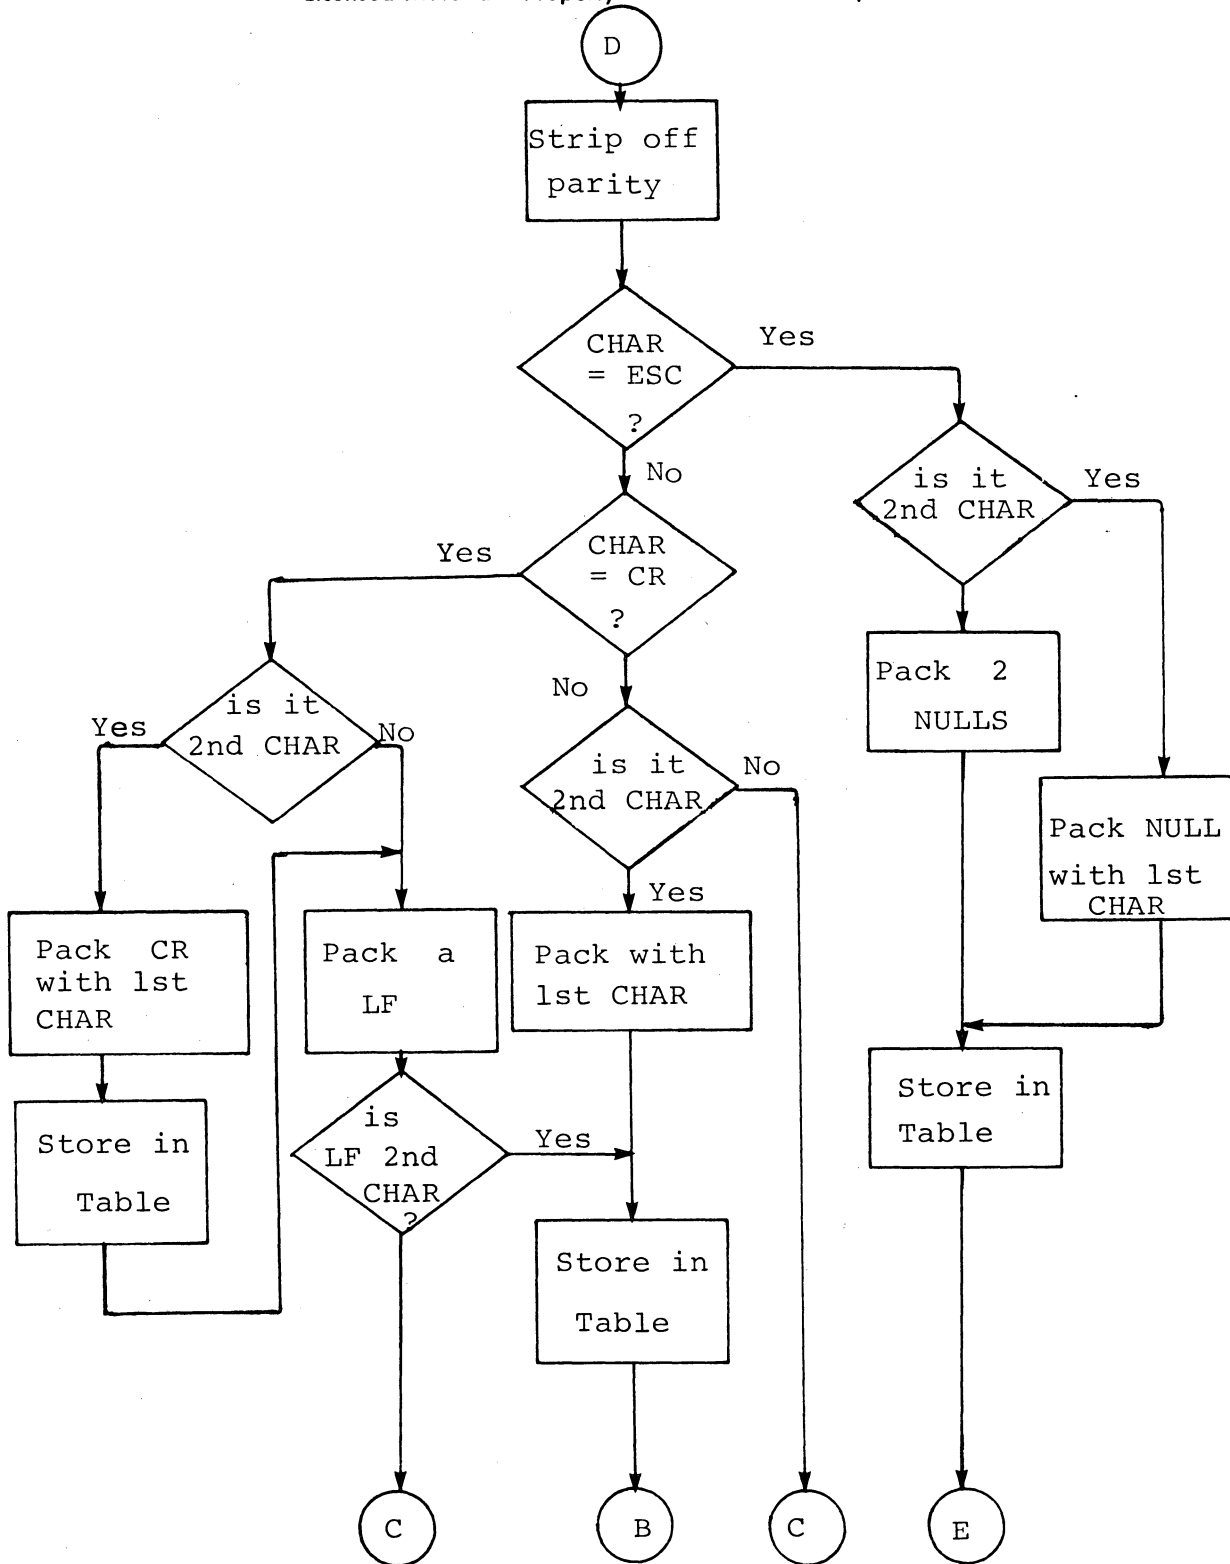 D
Strip off
parity
CHAR
= ESC
?
Yes
No
is it
2nd CHAR
Yes
CHAR
= CR
?
Yes
No
Pack 2
NULLS
is it
2nd CHAR
Yes
No
is it
2nd CHAR
No
Yes
Pack NULL
with 1st
CHAR
Pack CR
with 1st
CHAR
Pack a
LF
Pack with
1st CHAR
Store in
Table
Store in
Table
is
LF 2nd
CHAR
?
Yes
Store in
Table
C
B
C
E